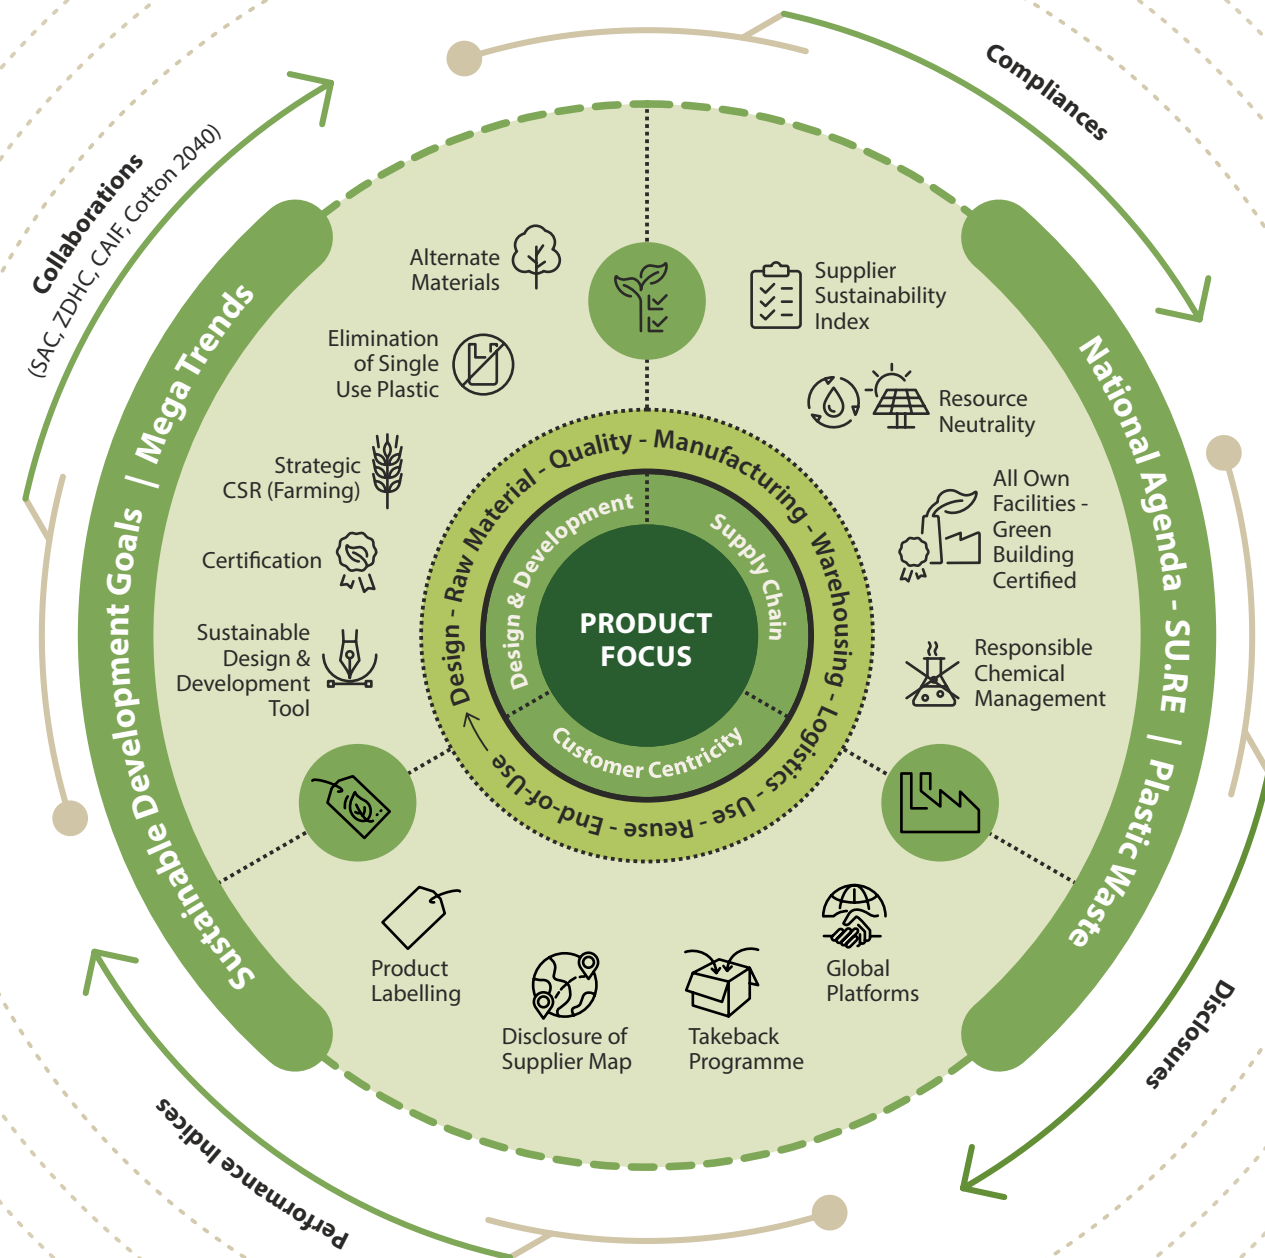 Compliances
Collaborations
(SAC, ZDHC, CAIF, Cotton 2040)
Sustainable Development Goals | Mega Trends
National Agenda - SU.RE | Plastic Waste
Alternate
Materials
Elimination
of Single
Use Plastic
Strategic
CSR (Farming)
Certification
Sustainable
Design &
Development
Tool
Supplier
Sustainability
Index
Resource
Neutrality
All Own
Facilities -
Green
Building
Certified
Responsible
Chemical
Management
Design - Raw Material - Quality - Manufacturing - Warehousing - Logistics - Use - Reuse - End-of-Use
Design & Development
Supply Chain
Customer Centricity
PRODUCT
FOCUS
Product
Labelling
Disclosure of
Supplier Map
Takeback
Programme
Global
Platforms
Disclosures
Performance Indices